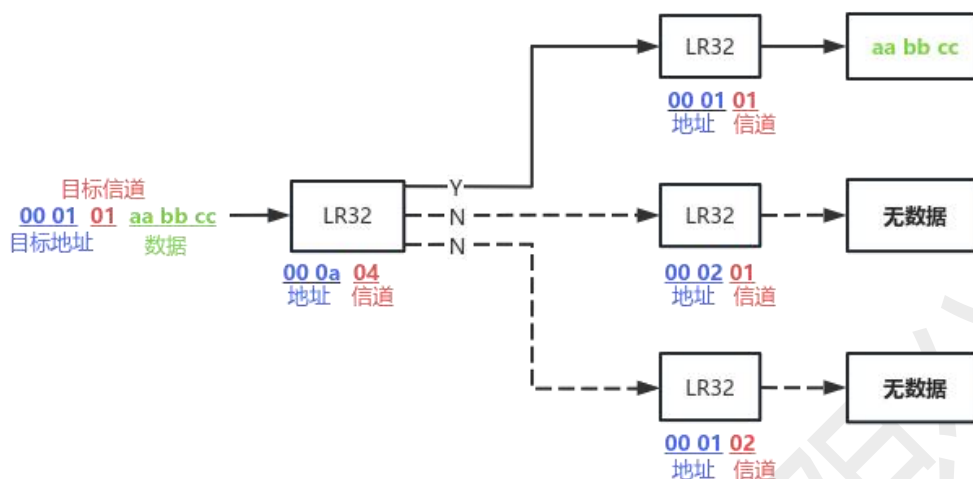 LR32
aa bb cc
00 01 01
地址 信道
目标信道
00 01 01 aa bb cc
目标地址 数据
LR32
00 0a 04
地址 信道
Y
N
N
LR32
无数据
00 02 01
地址 信道
LR32
无数据
00 01 02
地址 信道